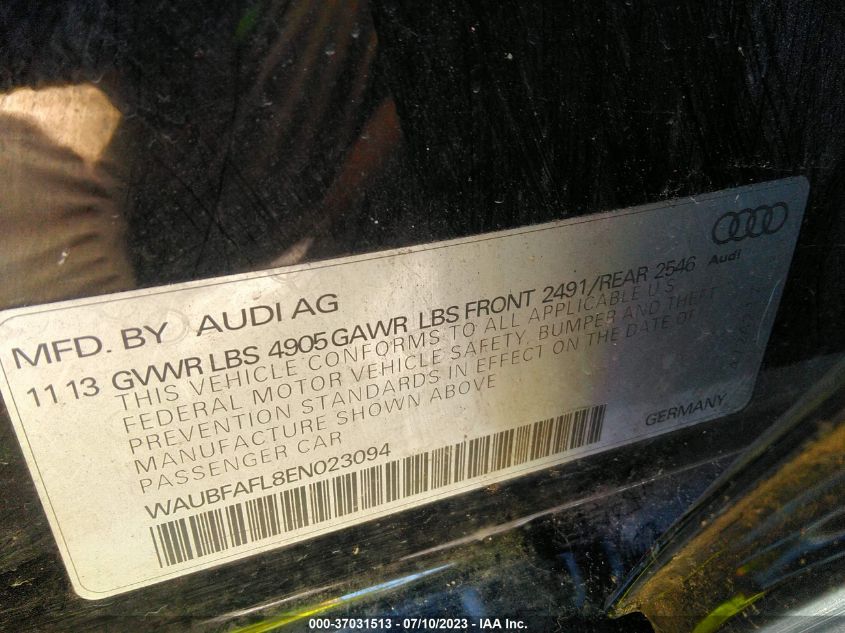 MFD. BY AUDI AG
Audi
11 13 GVWR LBS 4905 GAWR LBS FRONT 2491/REAR 2546
THIS VEHICLE CONFORMS TO ALL APPLICABLE U.S.
FEDERAL MOTOR VEHICLE SAFETY, BUMPER AND THEFT
PREVENTION STANDARDS IN EFFECT ON THE DATE OF
MANUFACTURE SHOWN ABOVE
PASSENGER CAR
WAUBFAFL8EN023094
GERMANY
000-37031513 - 07/10/2023 - IAA Inc.